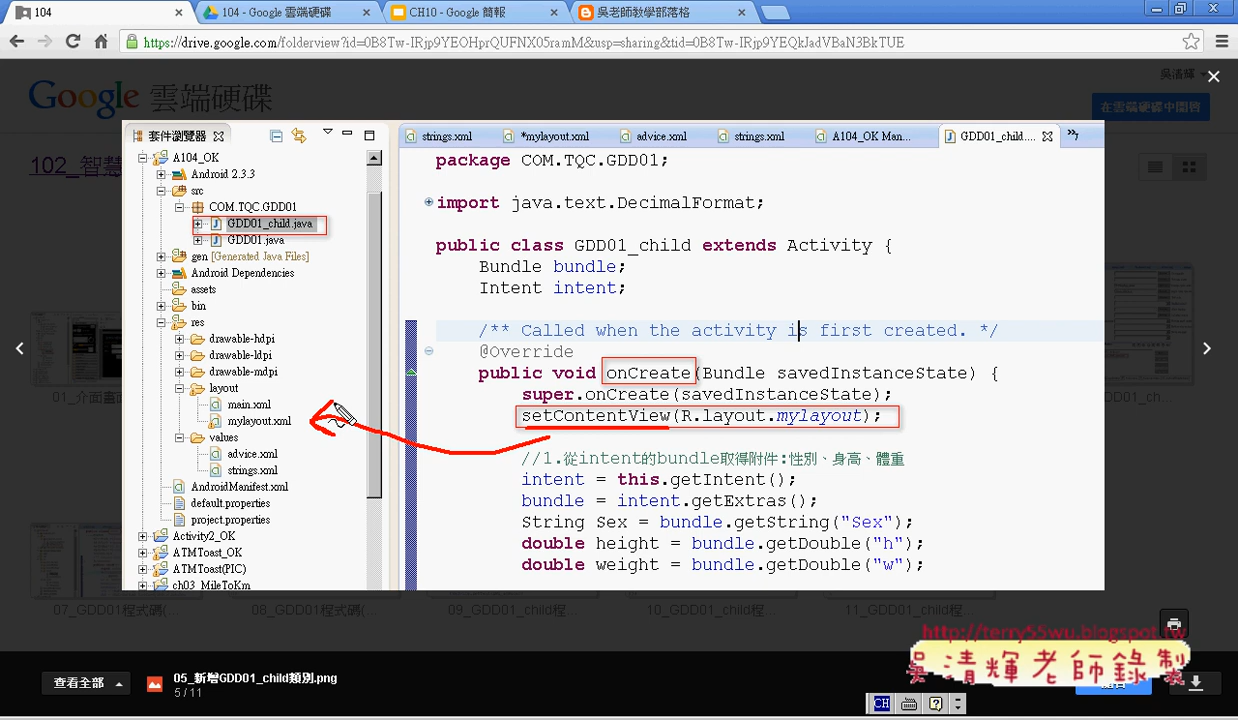 104
104 - Google 雲端硬碟
CH10 - Google 簡報
吳老師教學部落格
https://drive.google.com/folderview?id=0B8Tw-IRjp9YEOHprQUFNX05ramM&usp=sharing&tid=0B8Tw-IRjp9YEQkJadVBaN3BkTUE
吳清輝
Google 雲端硬碟
在雲端硬碟中開啟
102_智慧
套件瀏覽器
strings.xml
*mylayout.xml
advice.xml
strings.xml
A104_OK Man...
GDD01_child....
A104_OK
Android 2.3.3
src
COM.TQC.GDD01
GDD01_child.java
GDD01.java
gen [Generated Java Files]
Android Dependencies
assets
bin
res
drawable-hdpi
drawable-ldpi
drawable-mdpi
layout
main.xml
mylayout.xml
values
advice.xml
strings.xml
AndroidManifest.xml
default.properties
project.properties
Activity2_OK
ATMToast_OK
ATMToast(PIC)
ch03_MileToKm
package COM.TQC.GDD01;
import java.text.DecimalFormat;
public class GDD01_child extends Activity {
Bundle bundle;
Intent intent;
/** Called when the activity is first created. */
@Override
public void onCreate(Bundle savedInstanceState) {
super.onCreate(savedInstanceState);
setContentView(R.layout.mylayout);
//1.從intent的bundle取得附件:性別、身高、體重
intent = this.getIntent();
bundle = intent.getExtras();
String Sex = bundle.getString("Sex");
double height = bundle.getDouble("h");
double weight = bundle.getDouble("w");
07_GDD01程式碼(...
08_GDD01程式碼(...
09_GDD01_child程...
10_GDD01_child程...
11_GDD01_child程...
http://terry55wu.blogspot.tw
吳清輝老師錄製
查看全部
05_新增GDD01_child類別.png
5 / 11
CH